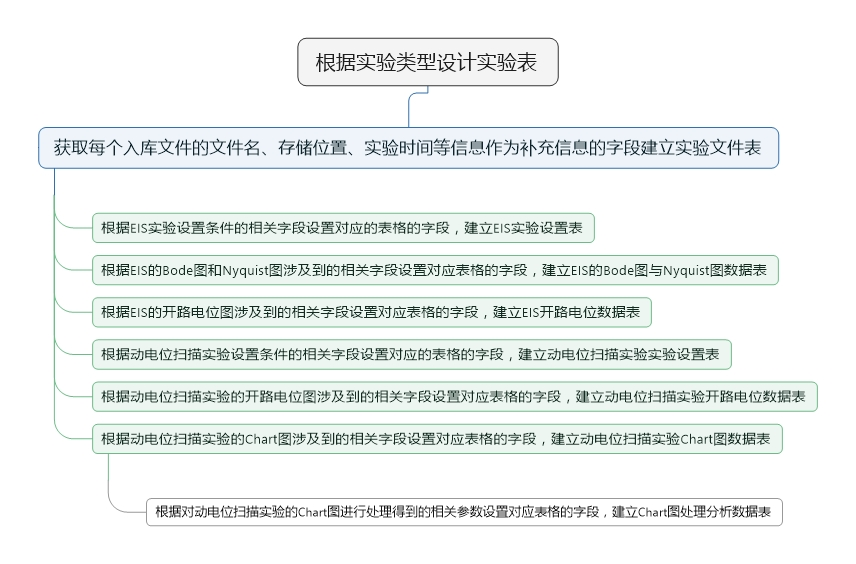 根据实验类型设计实验表
获取每个入库文件的文件名、存储位置、实验时间等信息作为补充信息的字段建立实验文件表
根据EIS实验设置条件的相关字段设置对应的表格的字段，建立EIS实验设置表
根据EIS的Bode图和Nyquist图涉及到的相关字段设置对应表格的字段，建立EIS的Bode图与Nyquist图数据表
根据EIS的开路电位图涉及到的相关字段设置对应表格的字段，建立EIS开路电位数据表
根据动电位扫描实验设置条件的相关字段设置对应的表格的字段，建立动电位扫描实验实验设置表
根据动电位扫描实验的开路电位图涉及到的相关字段设置对应表格的字段，建立动电位扫描实验开路电位数据表
根据动电位扫描实验的Chart图涉及到的相关字段设置对应表格的字段，建立动电位扫描实验Chart图数据表
根据对动电位扫描实验的Chart图进行处理得到的相关参数设置对应表格的字段，建立Chart图处理分析数据表